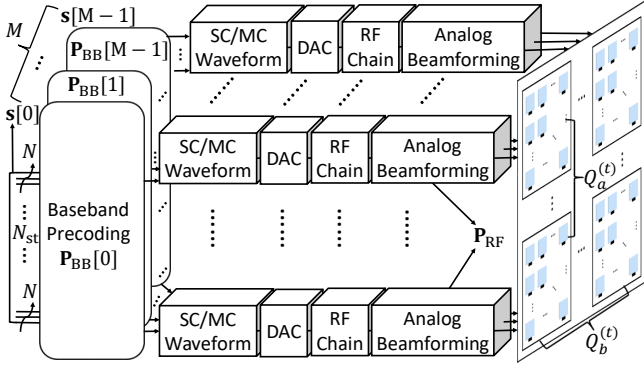 M
s[M − 1]
P_BB[M−1]
P_BB[1]
s[0]
SC/MC
Waveform
DAC
RF
Chain
Analog
Beamforming
N
N_st
N
Baseband
Precoding
P_BB[0]
SC/MC
Waveform
DAC
RF
Chain
Analog
Beamforming
P_RF
SC/MC
Waveform
DAC
RF
Chain
Analog
Beamforming
Q_a^(t)
Q_b^(t)